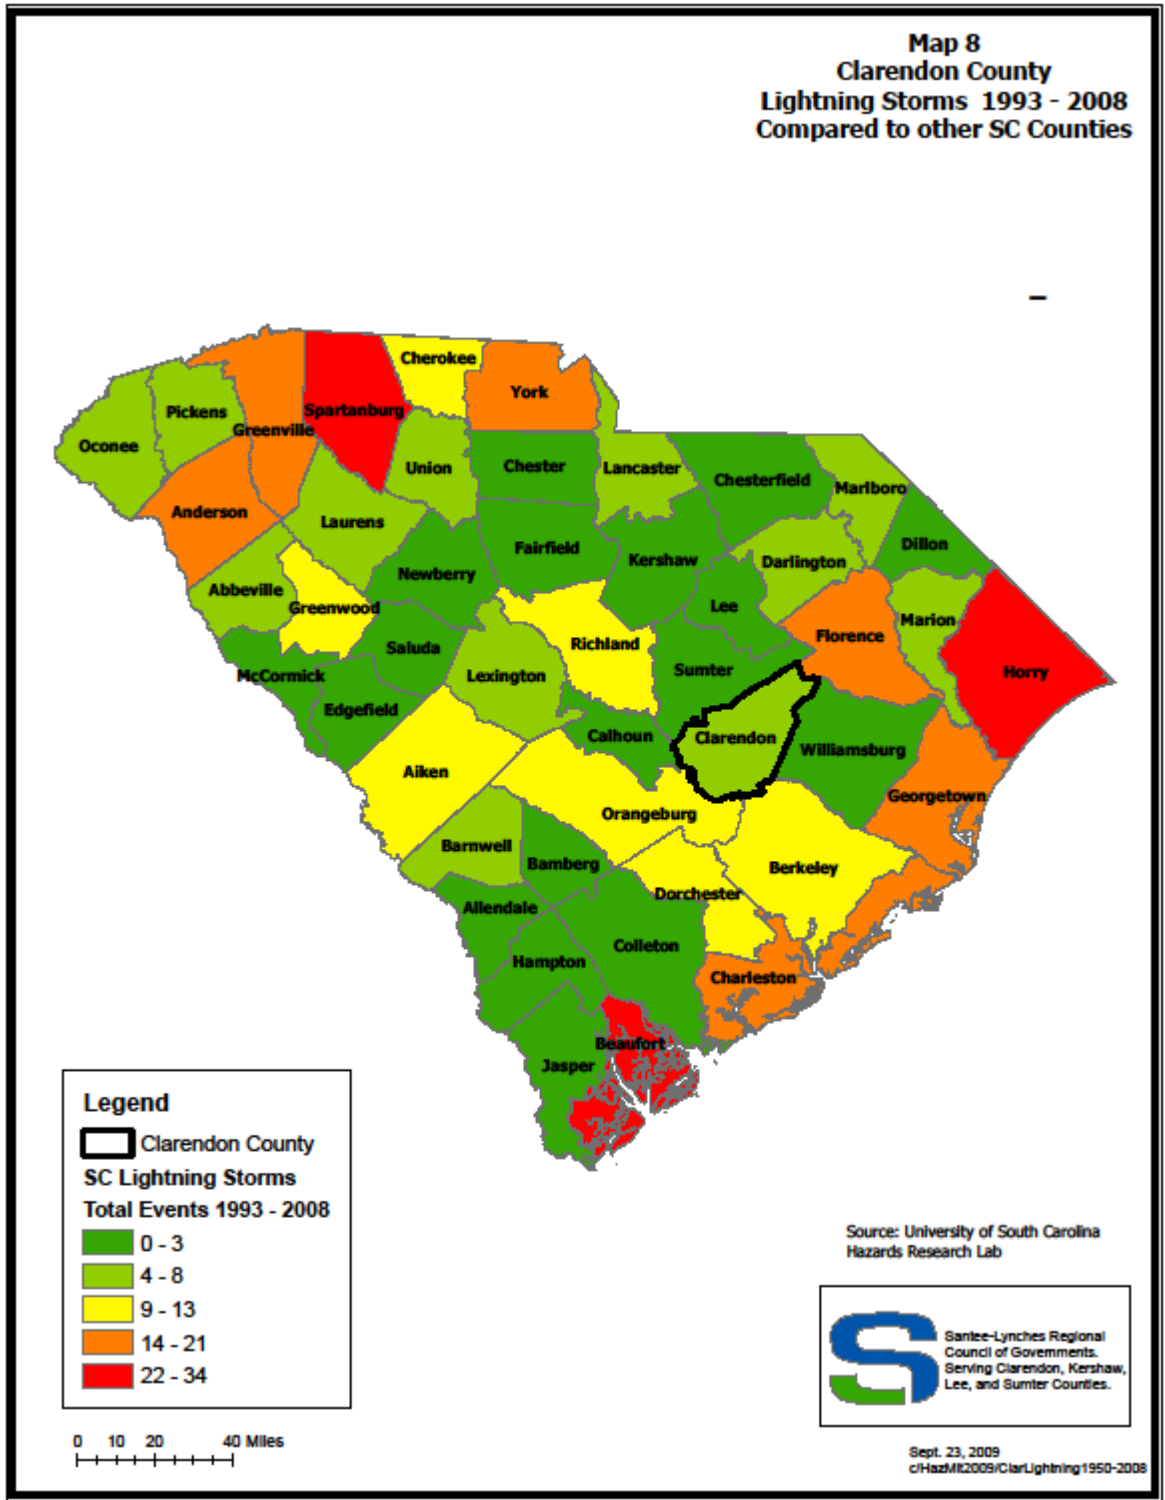 Map 8
Clarendon County
Lightning Storms 1993 - 2008
Compared to other SC Counties
Cherokee
York
Pickens
Spartanburg
Greenville
Oconee
Union
Chester
Lancaster
Chesterfield
Marlboro
Anderson
Laurens
Fairfield
Kershaw
Darlington
Dillon
Newberry
Abbeville
Greenwood
Lee
Marion
Florence
Richland
Saluda
Sumter
Horry
McCormick
Lexington
Edgefield
Calhoun
Clarendon
Williamsburg
Aiken
Georgetown
Orangeburg
Barnwell
Bamberg
Berkeley
Dorchester
Allendale
Colleton
Hampton
Charleston
Beaufort
Jasper
Legend
Clarendon County
SC Lightning Storms
Total Events 1993 - 2008
0 - 3
4 - 8
9 - 13
14 - 21
22 - 34
0 10 20 40 Miles
Source: University of South Carolina
Hazards Research Lab
Santee-Lynches Regional
Council of Governments.
Serving Clarendon, Kershaw,
Lee, and Sumter Counties.
Sept. 23, 2009
c/HazMit2009/ClarLightning1950-2008